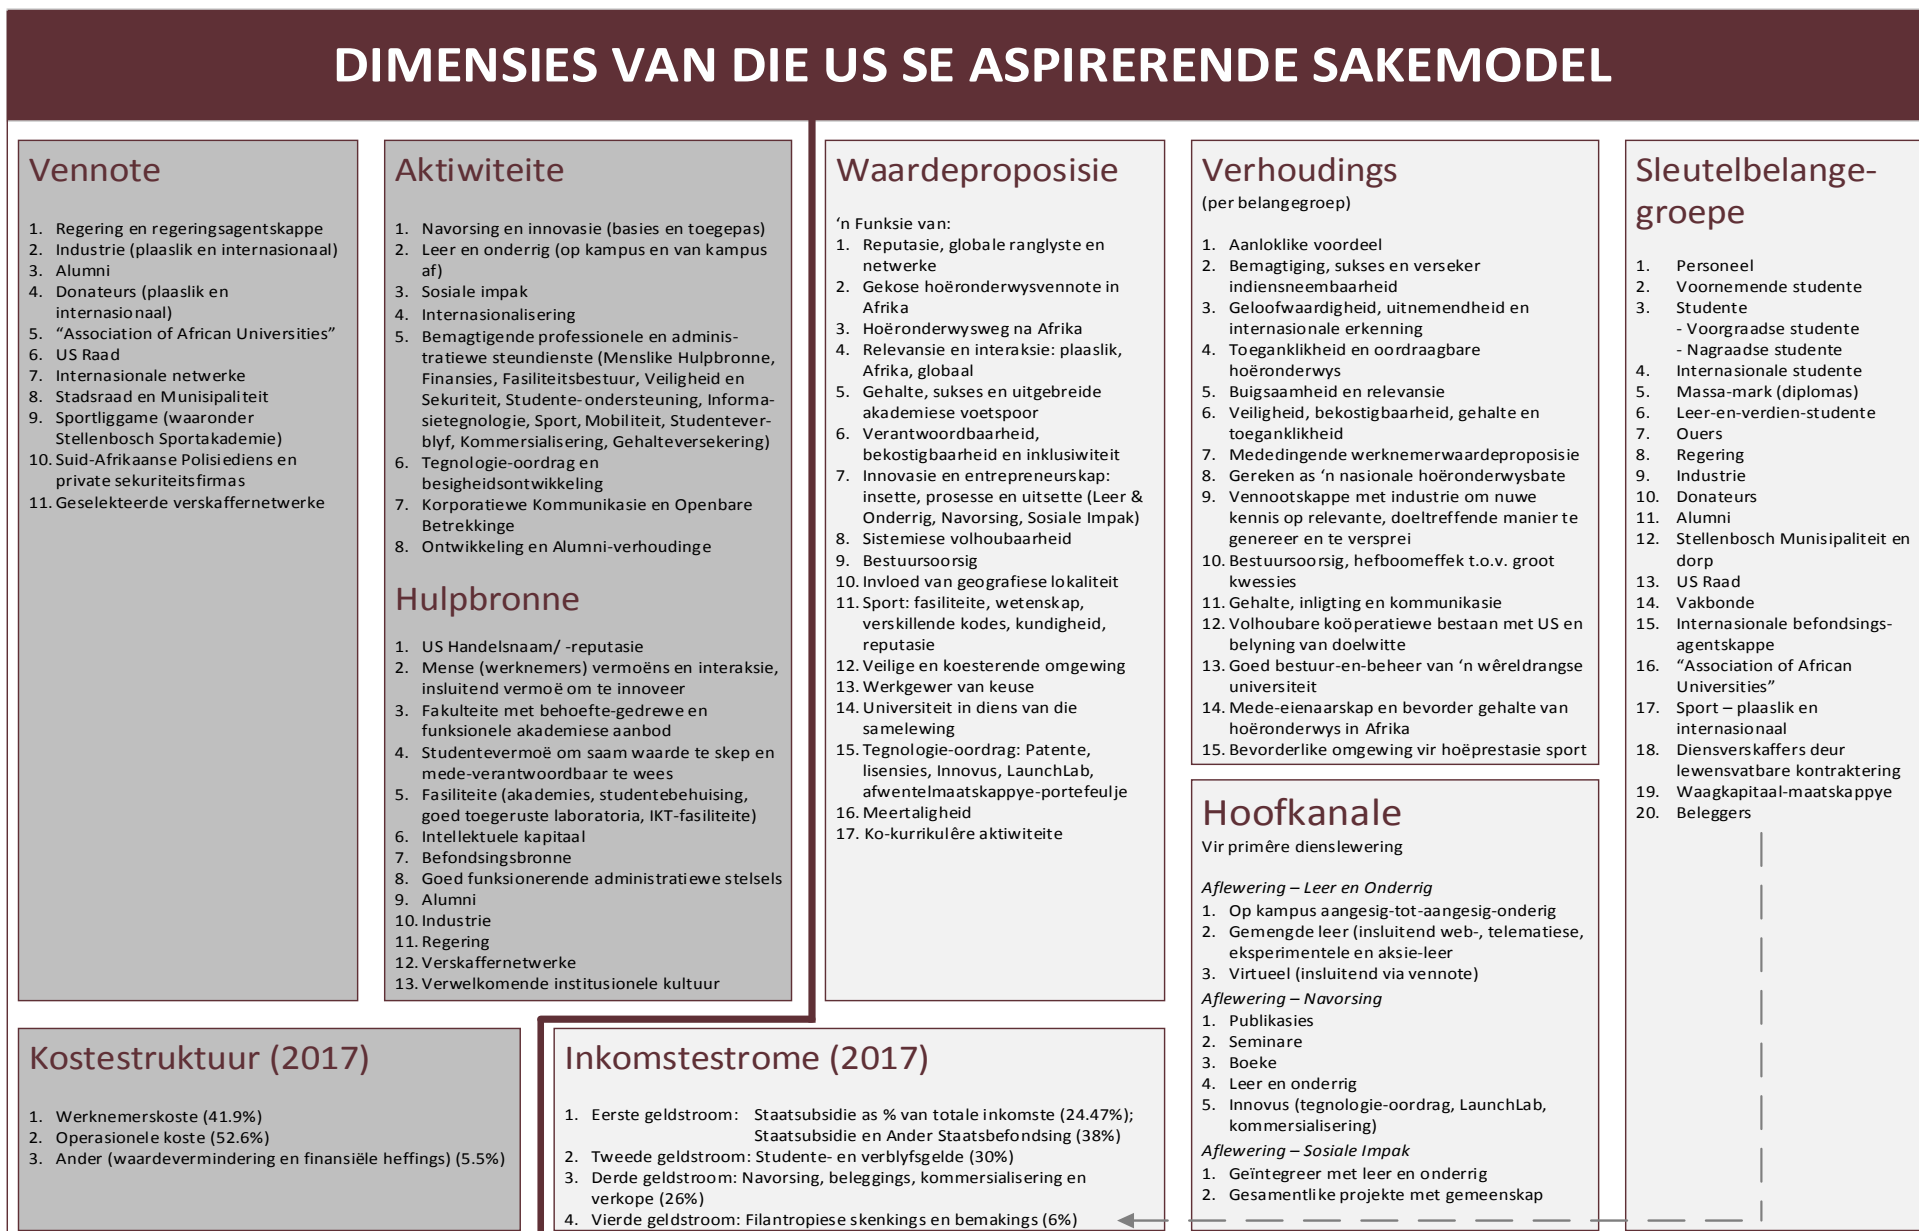 DIMENSIES VAN DIE US SE ASPIRERENDE SAKEMODEL
Vennote
1. Regering en regeringsagentskappe
2. Industrie (plaaslik en internasionaal)
3. Alumni
4. Donateurs (plaaslik en
internasionaal)
5. “Association of African Universities”
6. US Raad
7. Internasionale netwerke
8. Stadsraad en Munisipaliteit
9. Sportliggame (waaronder
Stellenbosch Sportakademie)
10. Suid-Afrikaanse Polisiediens en
private sekuriteitsfirmas
11. Geselekteerde verskaffernetwerke
Aktiwiteite
1. Navorsing en innovasie (basies en toegepas)
2. Leer en onderrig (op kampus en van kampus
af)
3. Sosiale impak
4. Internasionalisering
5. Bemagtigende professionele en adminis-
tratiewe steundienste (Menslike Hulpbronne,
Finansies, Fasiliteitsbestuur, Veiligheid en
Sekuriteit, Studente-ondersteuning, Informa-
sietegnologie, Sport, Mobiliteit, Studentever-
blyf, Kommersialisering, Gehalteversekering)
6. Tegnologie-oordrag en
besigheidsontwikkeling
7. Korporatiewe Kommunikasie en Openbare
Betrekkinge
8. Ontwikkeling en Alumni-verhoudinge
Hulpbronne
1. US Handelsnaam/ -reputasie
2. Mense (werknemers) vermoëns en interaksie,
insluitend vermoë om te innoveer
3. Fakulteite met behoefte-gedrewe en
funksionele akademiese aanbod
4. Studentevermoë om saam waarde te skep en
mede-verantwoordbaar te wees
5. Fasiliteite (akademies, studentebehuising,
goed toegeruste laboratoria, IKT-fasiliteite)
6. Intellektuele kapitaal
7. Befondsingsbronne
8. Goed funksionerende administratiewe stelsels
9. Alumni
10. Industrie
11. Regering
12. Verskaffernetwerke
13. Verwelkomende institusionele kultuur
Waardeproposisie
‘n Funksie van:
1. Reputasie, globale ranglyste en
netwerke
2. Gekose hoëronderwysvennote in
Afrika
3. Hoëronderwysweg na Afrika
4. Relevansie en interaksie: plaaslik,
Afrika, globaal
5. Gehalte, sukses en uitgebreide
akademiese voetspoor
6. Verantwoordbaarheid,
bekostigbaarheid en inklusiwiteit
7. Innovasie en entrepreneurskap:
insette, prosesse en uitsette (Leer &
Onderrig, Navorsing, Sosiale Impak)
8. Sistemiese volhoubaarheid
9. Bestuursoorsig
10. Invloed van geografiese lokaliteit
11. Sport: fasiliteite, wetenskap,
verskillende kodes, kundigheid,
reputasie
12. Veilige en koesterende omgewing
13. Werkgewer van keuse
14. Universiteit in diens van die
samelewing
15. Tegnologie-oordrag: Patente,
lisensies, Innovus, LaunchLab,
afwentelmaatskappye-portefeulje
16. Meertaligheid
17. Ko-kurrikulêre aktiwiteite
Verhoudings
(per belangegroep)
1. Aanloklike voordeel
2. Bemagtiging, sukses en verseker
indiensneembaarheid
3. Geloofwaardigheid, uitnemendheid en
internasionale erkenning
4. Toeganklikheid en oordraagbare
hoëronderwys
5. Buigsaamheid en relevansie
6. Veiligheid, bekostigbaarheid, gehalte en
toeganklikheid
7. Mededingende werknemerwaardeproposisie
8. Gereken as ‘n nasionale hoëronderwysbate
9. Vennootskappe met industrie om nuwe
kennis op relevante, doeltreffende manier te
genereer en te versprei
10. Bestuursoorsig, hefboomeffek t.o.v. groot
kwessies
11. Gehalte, inligting en kommunikasie
12. Volhoubare koöperatiewe bestaan met US en
belyning van doelwitte
13. Goed bestuur-en-beheer van ‘n wêreldrangse
universiteit
14. Mede-eienaarskap en bevorder gehalte van
hoëronderwys in Afrika
15. Bevorderlike omgewing vir hoëprestasie sport
Hoofkanale
Vir primêre dienslewering
Aflewering – Leer en Onderrig
1. Op kampus aangesig-tot-aangesig-onderig
2. Gemengde leer (insluitend web-, telematiese,
eksperimentele en aksie-leer
3. Virtueel (insluitend via vennote)
Aflewering – Navorsing
1. Publikasies
2. Seminare
3. Boeke
4. Leer en onderrig
5. Innovus (tegnologie-oordrag, LaunchLab,
kommersialisering)
Aflewering – Sosiale Impak
1. Geïntegreer met leer en onderrig
2. Gesamentlike projekte met gemeenskap
Sleutelbelange-
groepe
1. Personeel
2. Voornemende studente
3. Studente
- Voorgraadse studente
- Nagraadse studente
4. Internasionale studente
5. Massa-mark (diplomas)
6. Leer-en-verdien-studente
7. Ouers
8. Regering
9. Industrie
10. Donateurs
11. Alumni
12. Stellenbosch Munisipaliteit en
dorp
13. US Raad
14. Vakbonde
15. Internasionale befondsings-
agentskappe
16. “Association of African
Universities”
17. Sport – plaaslik en
internasionaal
18. Diensverskaffers deur
lewensvatbare kontraktering
19. Waagkapitaal-maatskappye
20. Beleggers
Kostestruktuur (2017)
1. Werknemerskoste (41.9%)
2. Operasionele koste (52.6%)
3. Ander (waardevermindering en finansiële heffings) (5.5%)
Inkomstestrome (2017)
1. Eerste geldstroom: Staatsubsidie as % van totale inkomste (24.47%);
Staatsubsidie en Ander Staatsbefondsing (38%)
2. Tweede geldstroom: Studente- en verblyfsgelde (30%)
3. Derde geldstroom: Navorsing, beleggings, kommersialisering en
verkope (26%)
4. Vierde geldstroom: Filantropiese skenkings en bemakings (6%)